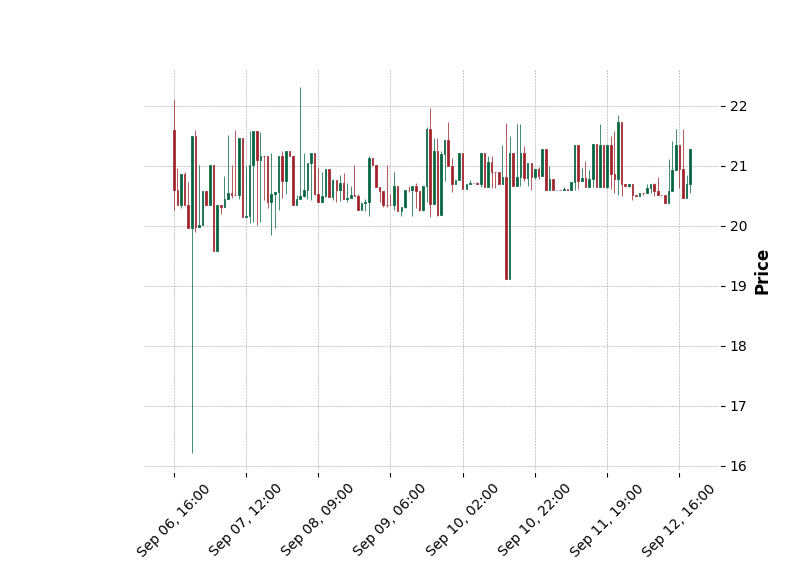 22
21
20
19
18
17
16
Price
Sep 06, 16:00
Sep 07, 12:00
Sep 08, 09:00
Sep 09, 06:00
Sep 10, 02:00
Sep 10, 22:00
Sep 11, 19:00
Sep 12, 16:00